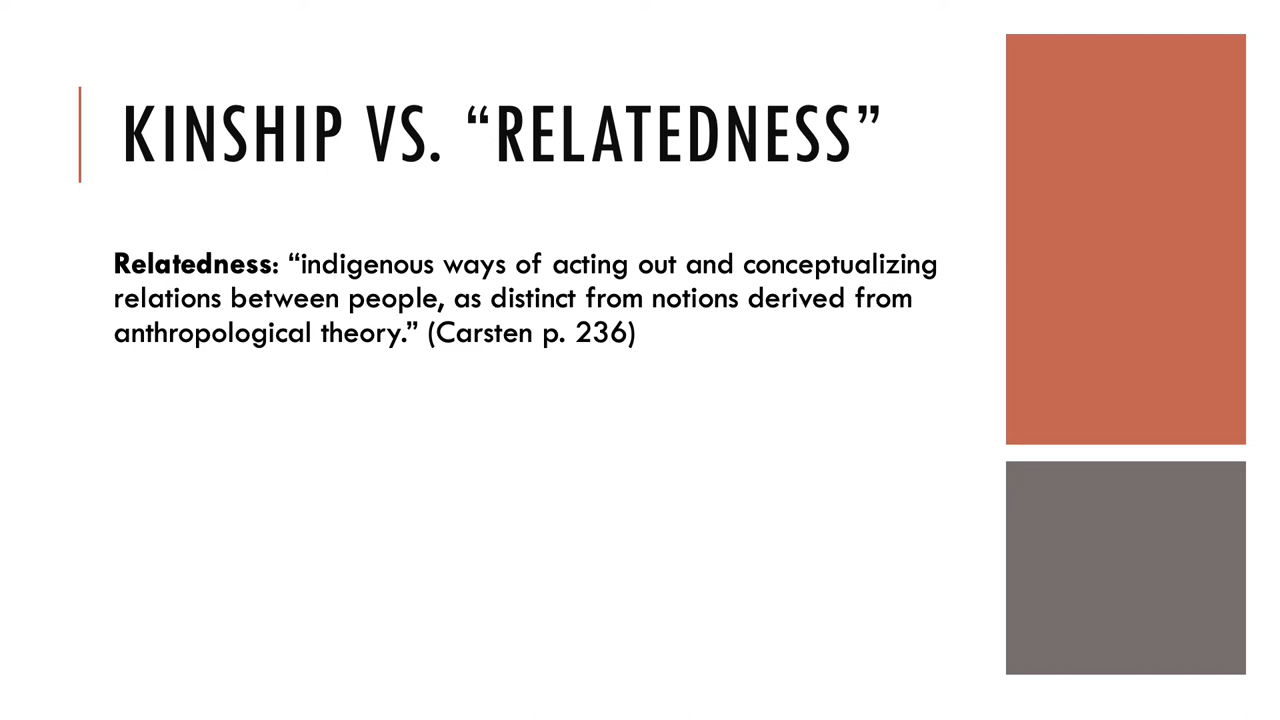 KINSHIP VS. “RELATEDNESS”
Relatedness: “indigenous ways of acting out and conceptualizing
relations between people, as distinct from notions derived from
anthropological theory.” (Carsten p. 236)